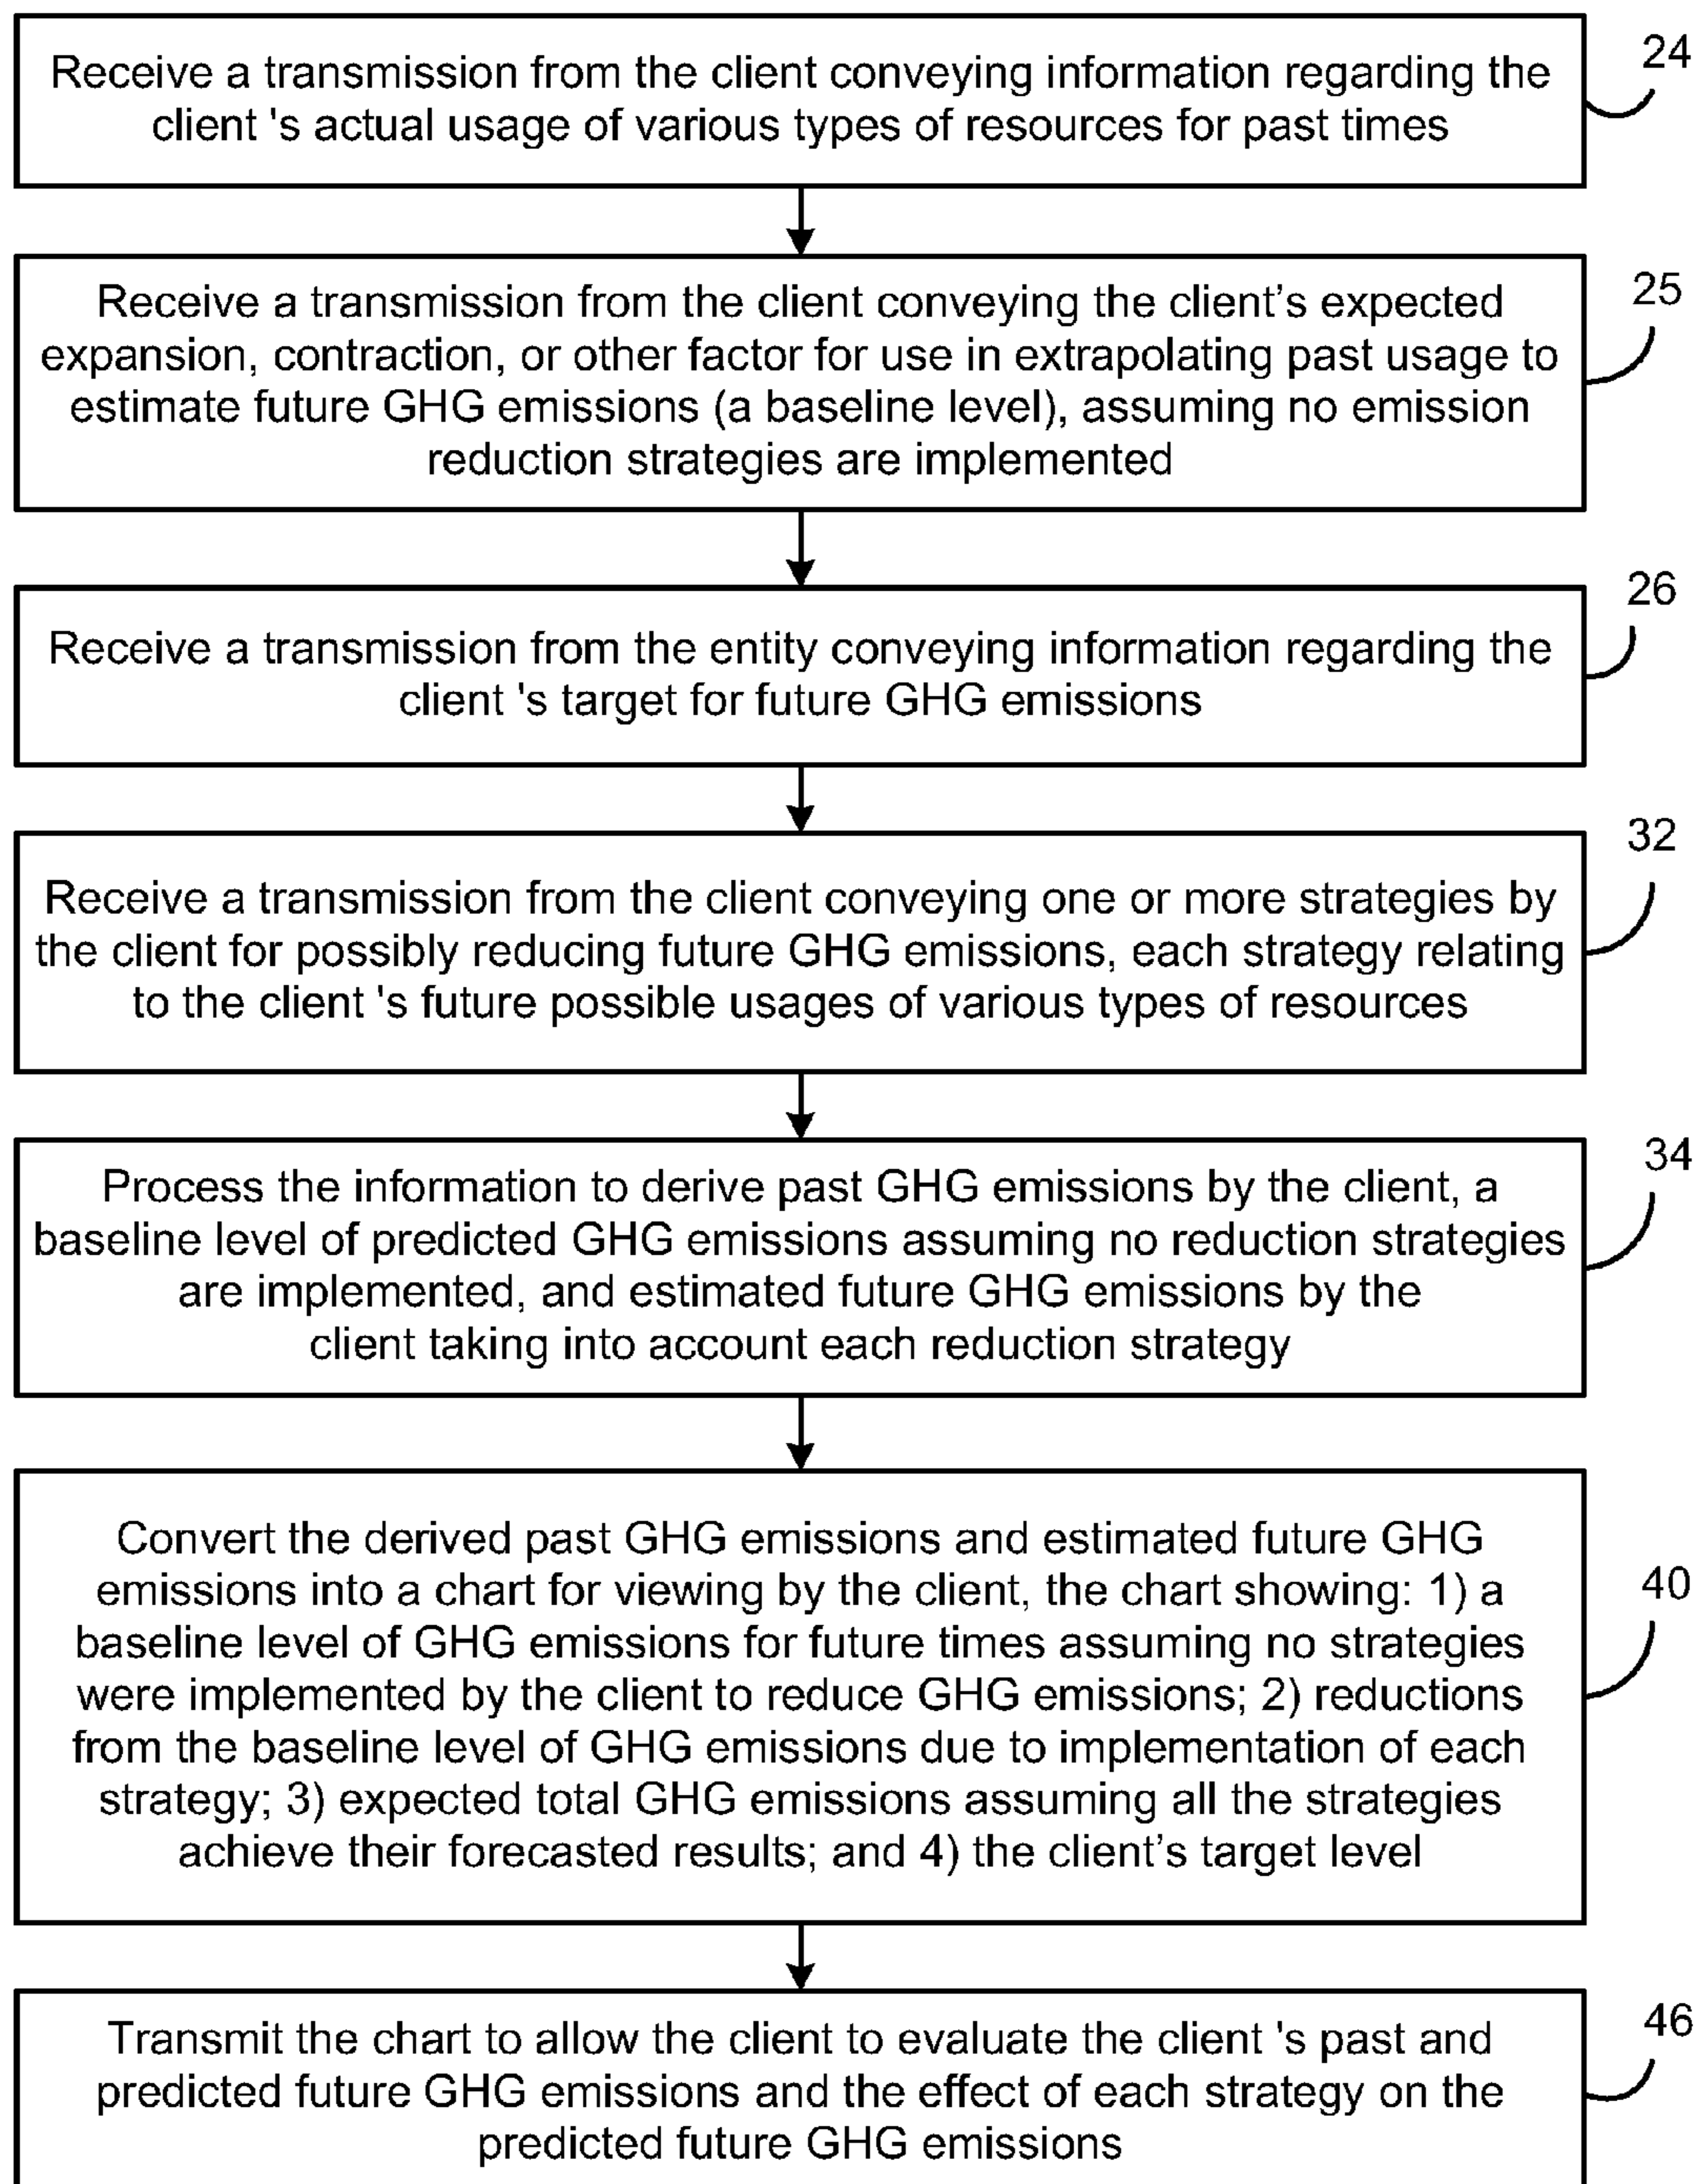 Receive a transmission from the client conveying information regarding the
client 's actual usage of various types of resources for past times
24
Receive a transmission from the client conveying the client’s expected
expansion, contraction, or other factor for use in extrapolating past usage to
estimate future GHG emissions (a baseline level), assuming no emission
reduction strategies are implemented
25
Receive a transmission from the entity conveying information regarding the
client 's target for future GHG emissions
26
Receive a transmission from the client conveying one or more strategies by
the client for possibly reducing future GHG emissions, each strategy relating
to the client 's future possible usages of various types of resources
32
Process the information to derive past GHG emissions by the client, a
baseline level of predicted GHG emissions assuming no reduction strategies
are implemented, and estimated future GHG emissions by the
client taking into account each reduction strategy
34
Convert the derived past GHG emissions and estimated future GHG
emissions into a chart for viewing by the client, the chart showing: 1) a
baseline level of GHG emissions for future times assuming no strategies
were implemented by the client to reduce GHG emissions; 2) reductions
from the baseline level of GHG emissions due to implementation of each
strategy; 3) expected total GHG emissions assuming all the strategies
achieve their forecasted results; and 4) the client’s target level
40
Transmit the chart to allow the client to evaluate the client 's past and
predicted future GHG emissions and the effect of each strategy on the
predicted future GHG emissions
46